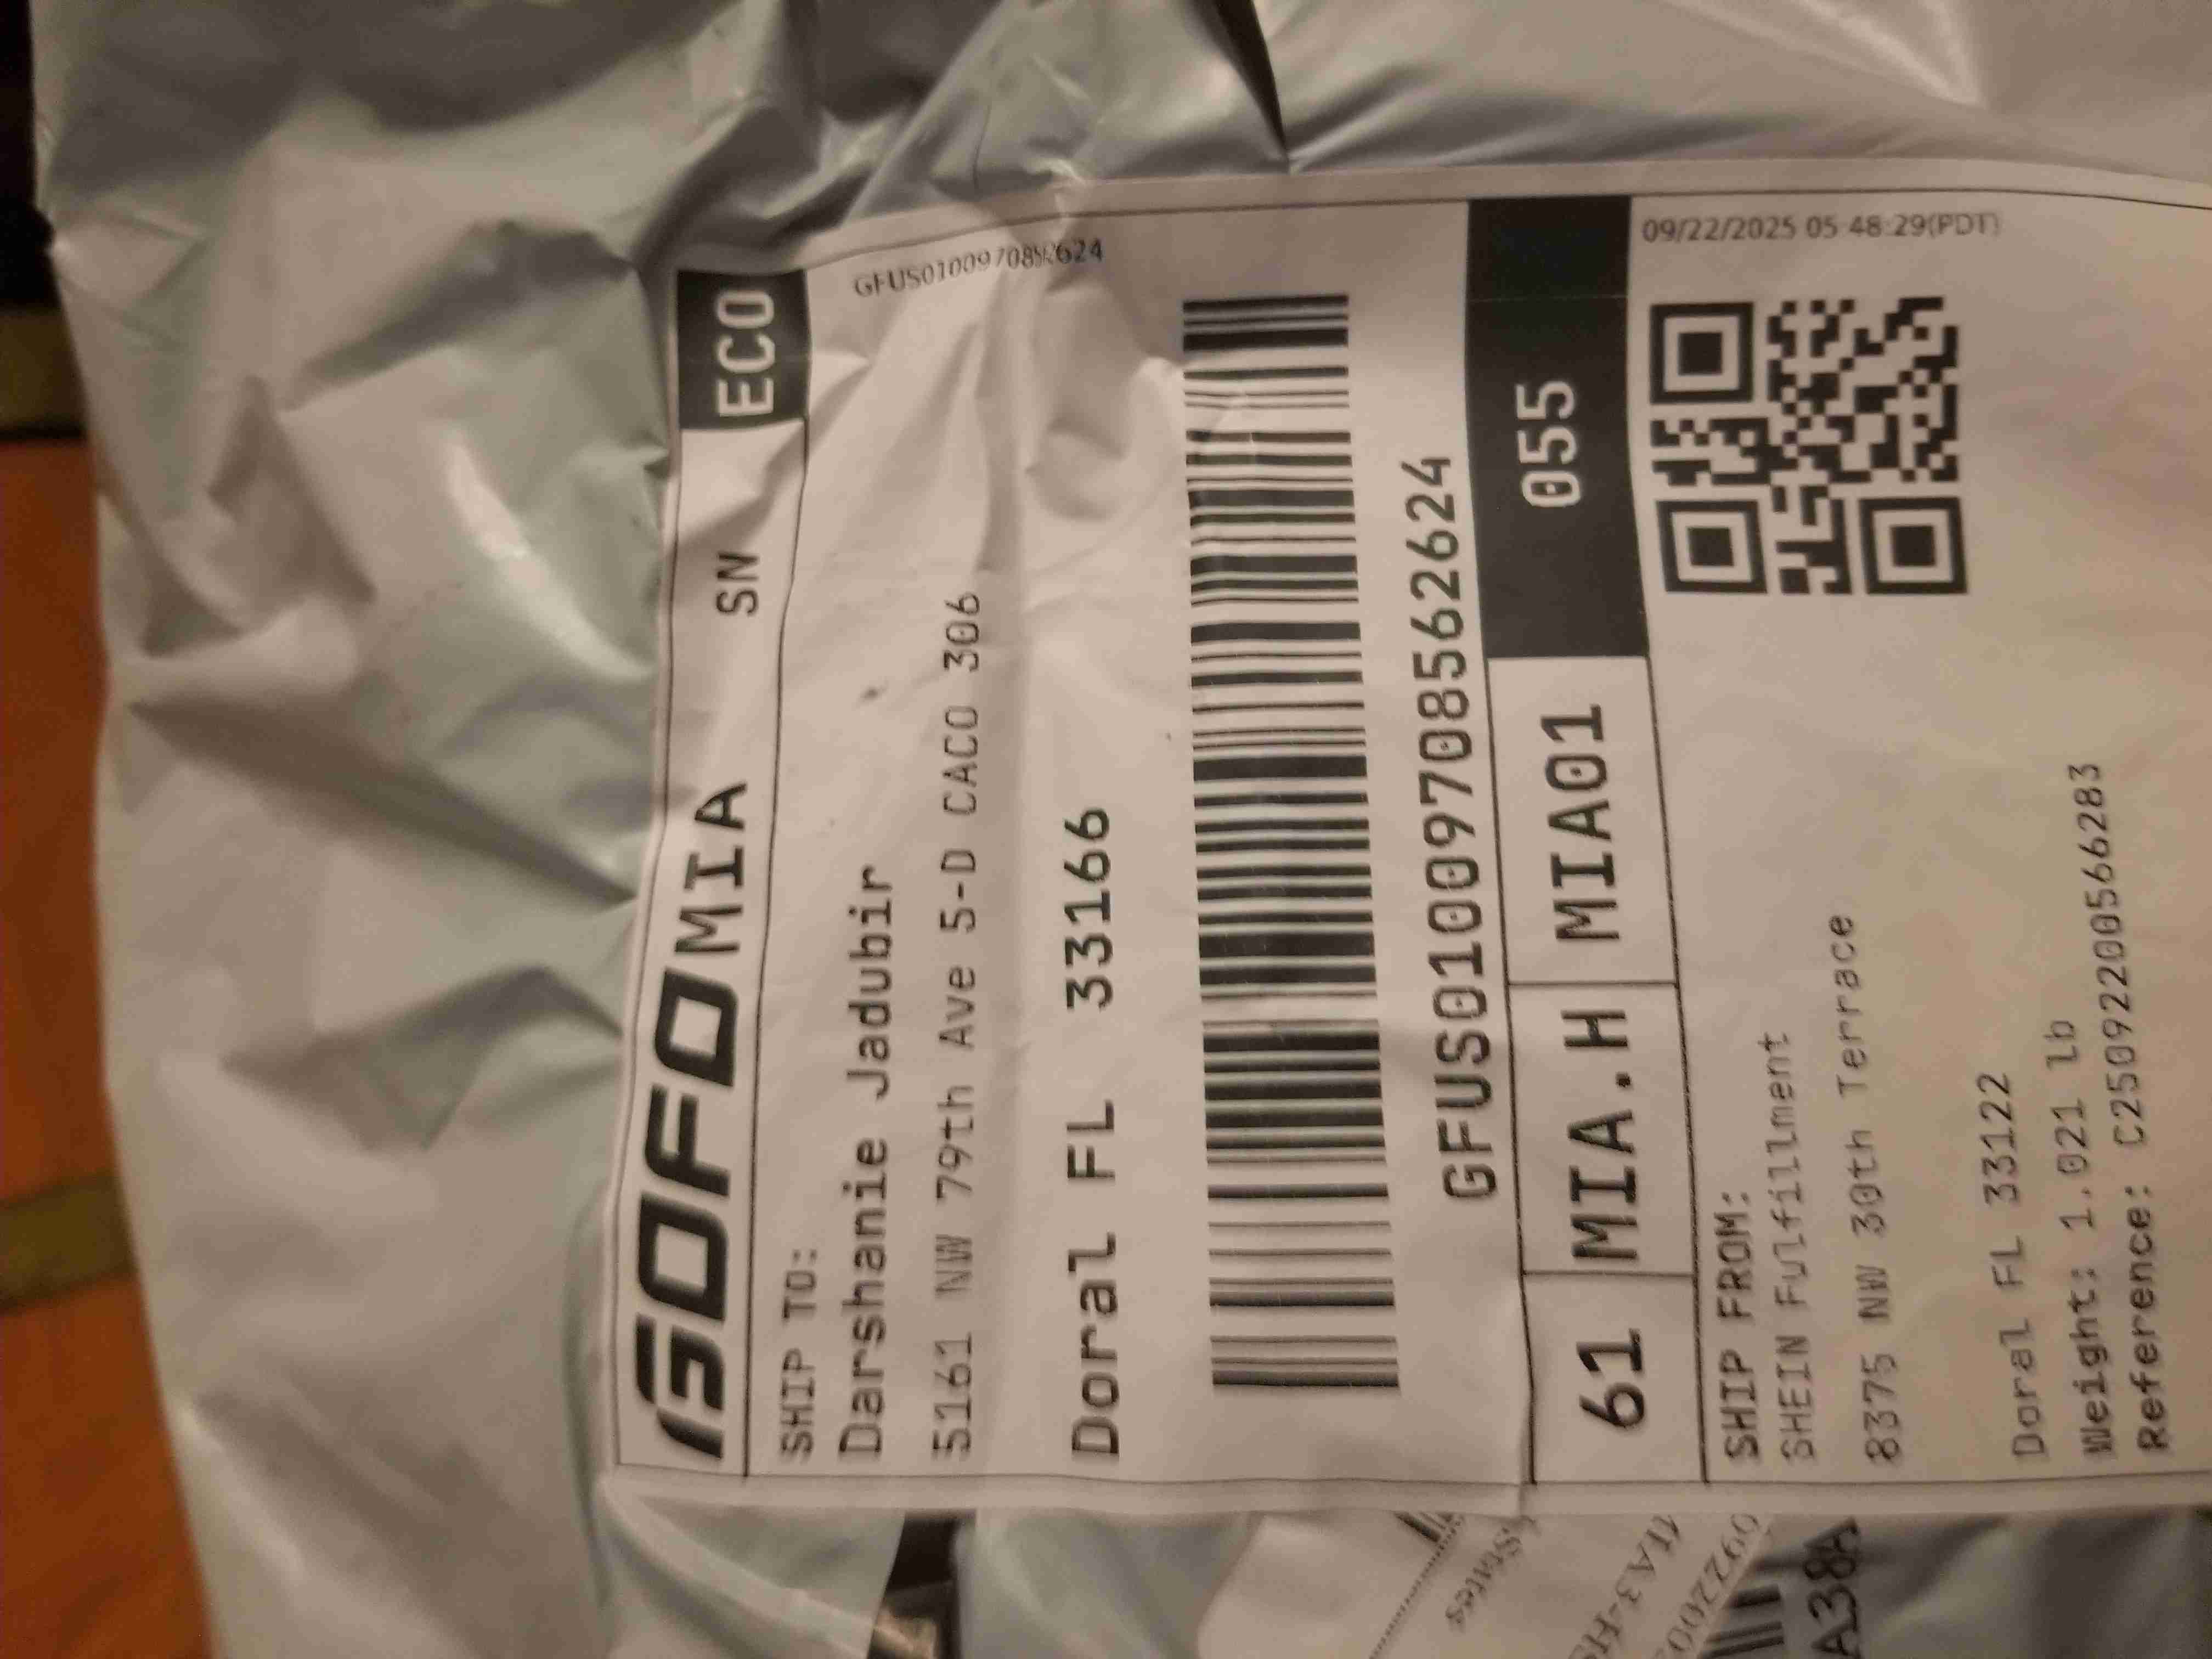 GOFO MIA SN ECO
SHIP TO:
GFUS01009708562624
Darshanie Jadubir
5161 NW 79th Ave 5-D CACO 306
Doral FL 33166
GFUS01009708562624
61 MIA.H MIA01 055
SHIP FROM:
09/22/2025 05:48:29(PDT)
SHEIN Fulfillment
8375 NW 30th Terrace
Doral FL 33122
Weight: 1.021 lb
Reference: C25092200566283
States
A38A